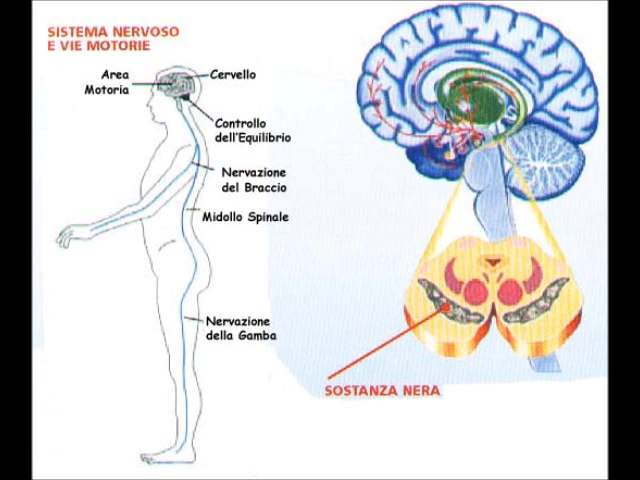 SISTEMA NERVOSO
E VIE MOTORIE
Area
Motoria
Cervello
Controllo
dell'Equilibrio
Nervazione
del Braccio
Midollo Spinale
Nervazione
della Gamba
SOSTANZA NERA